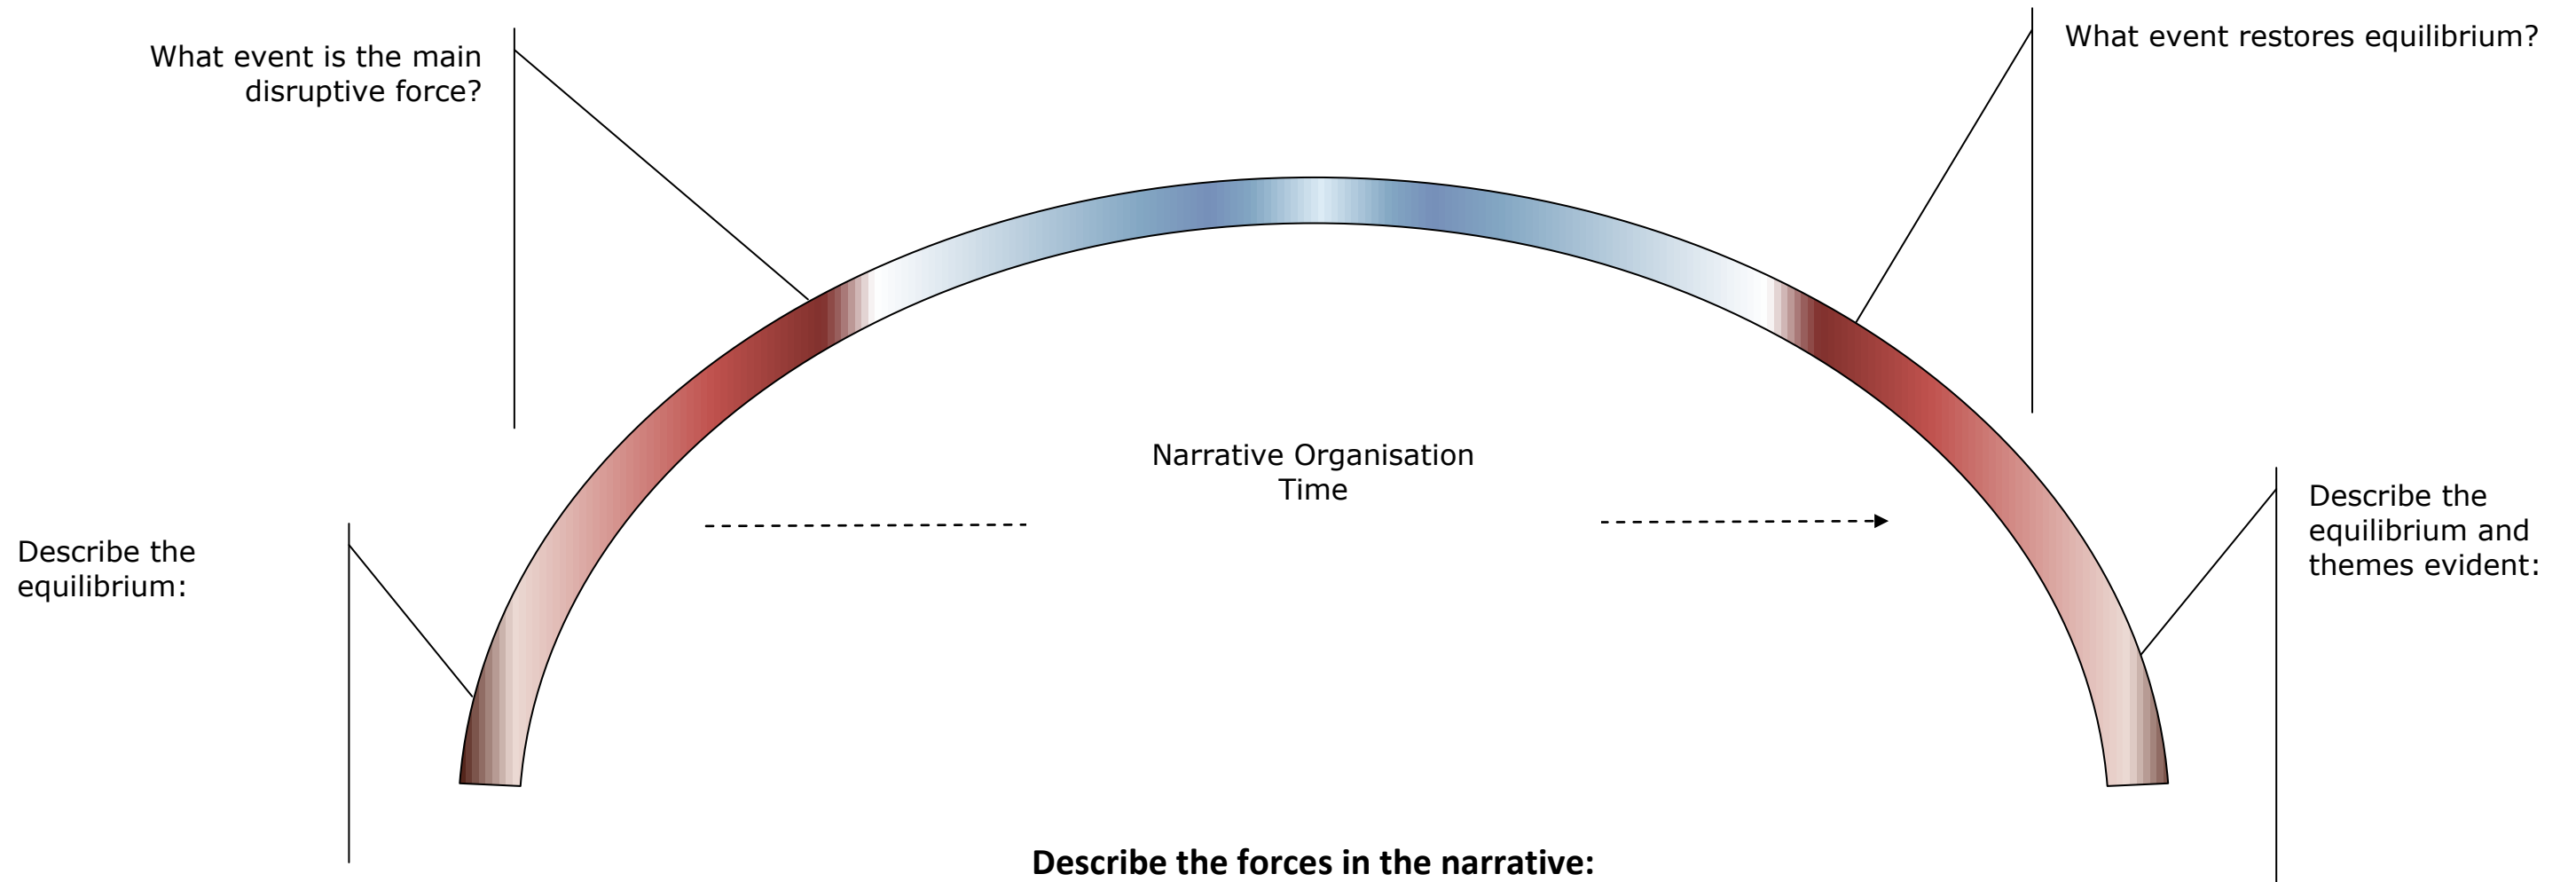 What event is the main
disruptive force?
What event restores equilibrium?
Narrative Organisation
Time
Describe the
equilibrium:
Describe the
equilibrium and
themes evident:
Describe the forces in the narrative: